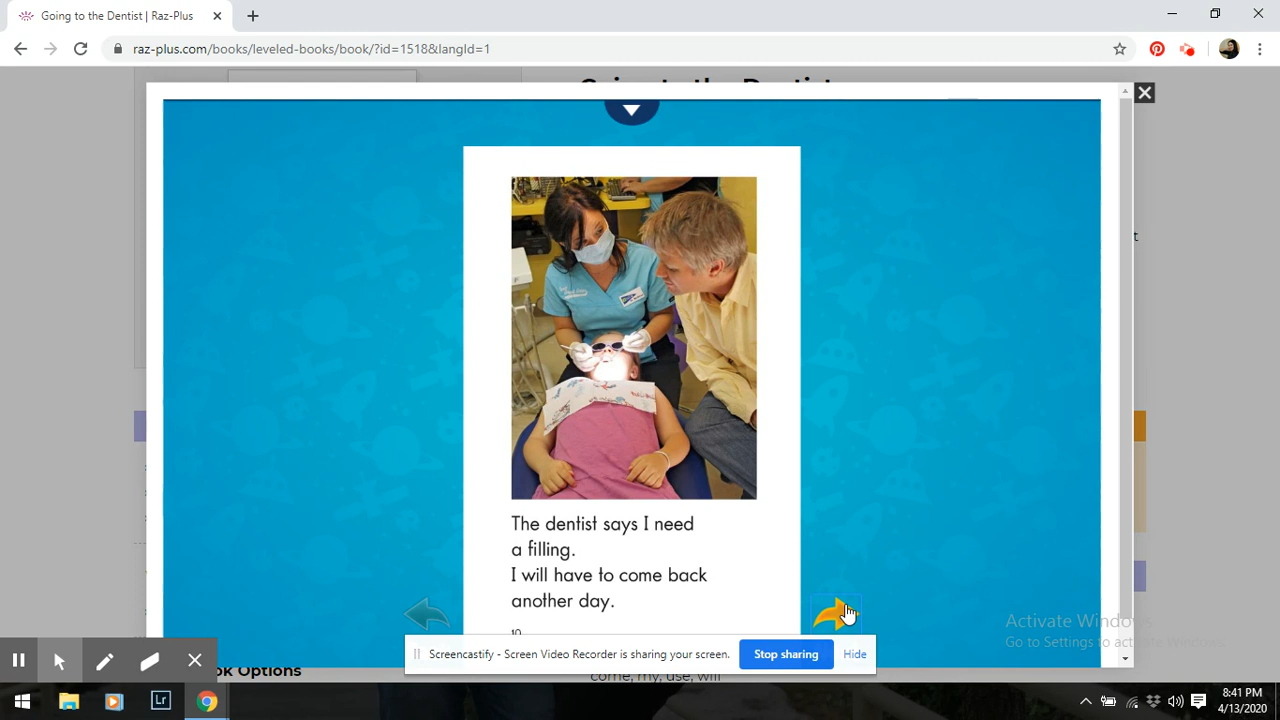 Going to the Dentist | Raz-Plus
raz-plus.com/books/leveled-books/book/?id=1518&langId=1
The dentist says I need
a filling.
I will have to come back
another day.
10
Screencastify - Screen Video Recorder is sharing your screen.
Stop sharing
Hide
Activate Windows
Go to Settings to activate Windows
ok Options
come, my, use, will
8:41 PM
4/13/2020